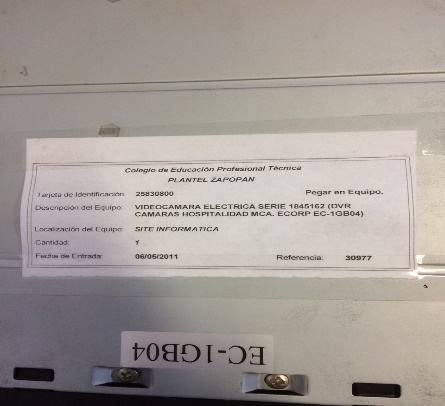 Colegio de Educación Profesional Técnica
PLANTEL ZAPOPAN
Tarjeta de Identificación: 25830800 Pegar en Equipo.
Descripción del Equipo: VIDEOCAMARA ELECTRICA SERIE 1845162 (DVR
CAMARAS HOSPITALIDAD MCA. ECORP EC-1GB04)
Localización del Equipo: SITE INFORMATICA
Cantidad: 1
Fecha de Entrada: 06/05/2011 Referencia: 30977
EC-1GB04